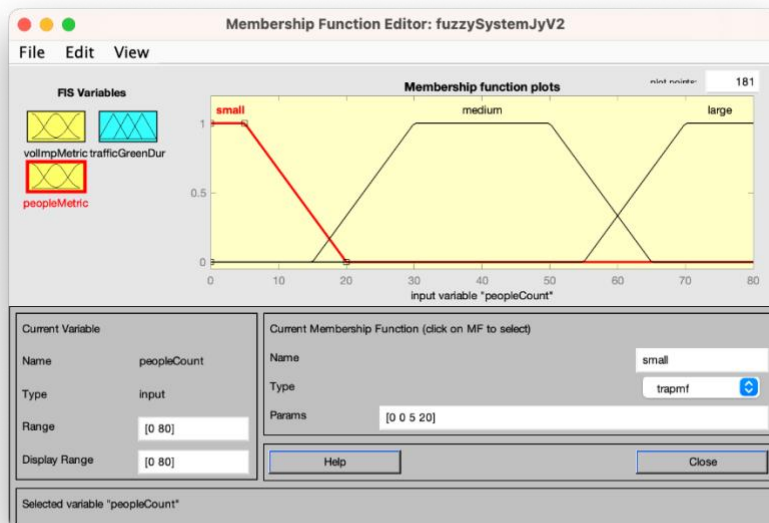 Membership Function Editor: fuzzySystemJyV2
File Edit View
FIS Variables
volImpMetric trafficGreenDur
peopleMetric
Membership function plots
plot points: 181
small medium large
1
0.5
0
0 10 20 30 40 50 60 70 80
input variable "peopleCount"
Current Variable
Name peopleCount
Type input
Range [0 80]
Display Range [0 80]
Current Membership Function (click on MF to select)
Name small
Type trapmf
Params [0 0 5 20]
Help Close
Selected variable "peopleCount"